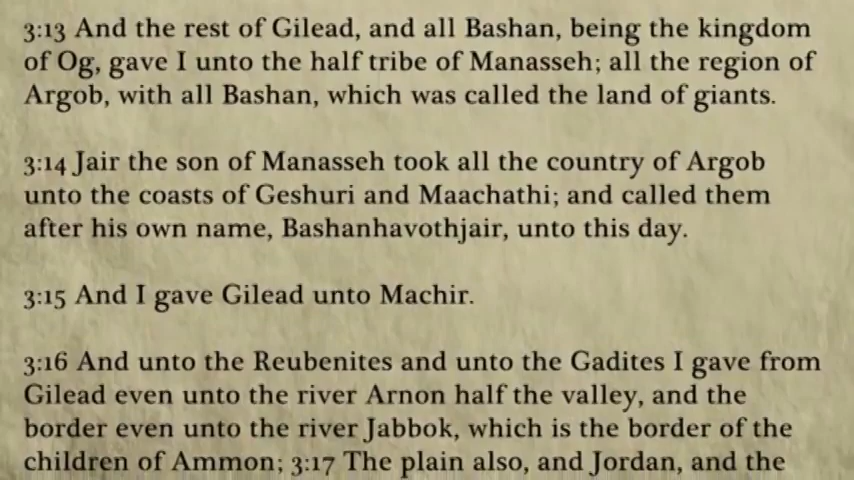 3:13 And the rest of Gilead, and all Bashan, being the kingdom
of Og, gave I unto the half tribe of Manasseh; all the region of
Argob, with all Bashan, which was called the land of giants.
3:14 Jair the son of Manasseh took all the country of Argob
unto the coasts of Geshuri and Maachathi; and called them
after his own name, Bashanhavothjair, unto this day.
3:15 And I gave Gilead unto Machir.
3:16 And unto the Reubenites and unto the Gadites I gave from
Gilead even unto the river Arnon half the valley, and the
border even unto the river Jabbok, which is the border of the
children of Ammon; 3:17 The plain also, and Jordan, and the